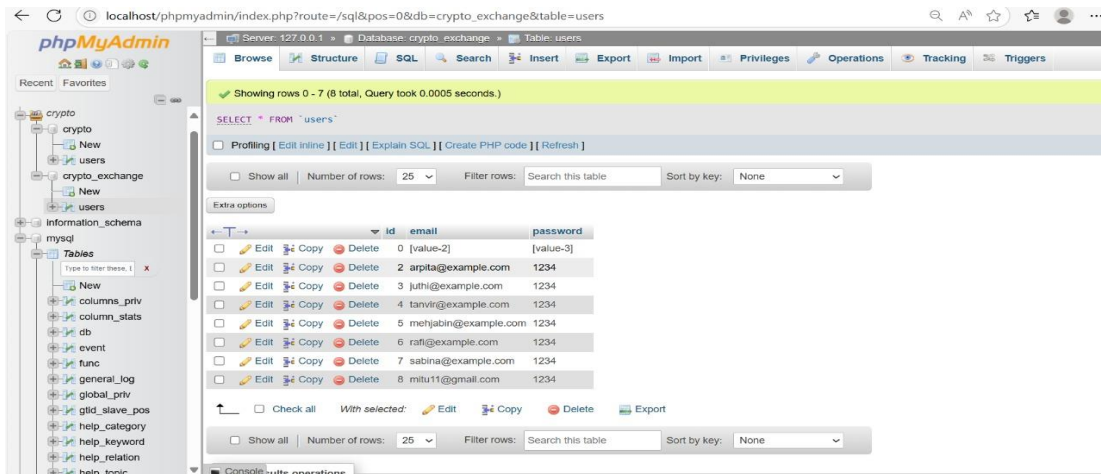 localhost/phpmyadmin/index.php?route=/sql&pos=0&db=crypto_exchange&table=users
phpMyAdmin
Recent Favorites
crypto
crypto
New
users
crypto_exchange
New
users
information_schema
mysql
Tables
Type to filter these, X
New
columns_priv
column_stats
db
event
func
general_log
global_priv
gtid_slave_pos
help_category
help_keyword
help_relation
help_topic
Server: 127.0.0.1 » Database: crypto_exchange » Table: users
Browse Structure SQL Search Insert Export Import Privileges Operations Tracking Triggers
Showing rows 0 - 7 (8 total, Query took 0.0005 seconds.)
SELECT * FROM `users`
Profiling [ Edit inline ] [ Edit ] [ Explain SQL ] [ Create PHP code ] [ Refresh ]
Show all | Number of rows: 25 Filter rows: Search this table Sort by key: None
Extra options
←T→ id email password
Edit Copy Delete 0 [value-2] [value-3]
Edit Copy Delete 2 arpita@example.com 1234
Edit Copy Delete 3 juthi@example.com 1234
Edit Copy Delete 4 tanvir@example.com 1234
Edit Copy Delete 5 mehjabin@example.com 1234
Edit Copy Delete 6 rafi@example.com 1234
Edit Copy Delete 7 sabina@example.com 1234
Edit Copy Delete 8 mitu11@gmail.com 1234
Check all With selected: Edit Copy Delete Export
Show all | Number of rows: 25 Filter rows: Search this table Sort by key: None
Console operations